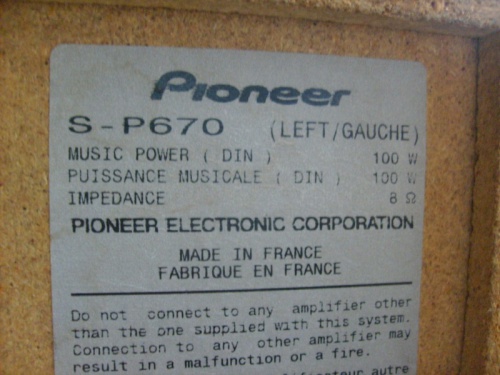 Pioneer
S-P670 (LEFT/GAUCHE)
MUSIC POWER ( DIN ) 100 W
PUISSANCE MUSICALE ( DIN ) 100 W
IMPEDANCE 8 Ω
PIONEER ELECTRONIC CORPORATION
MADE IN FRANCE
FABRIQUE EN FRANCE
Do not connect to any amplifier other
than the one supplied with this system.
Connection to any other amplifier may
result in a malfunction or a fire.
autre